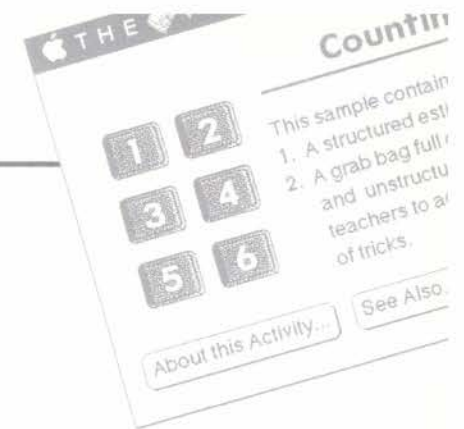 THE
Countin
This sample contain
1. A structured est
2. A grab bag full
and unstructu
teachers to a
of tricks.
1 2
3 4
5 6
About this Activity...
See Also.